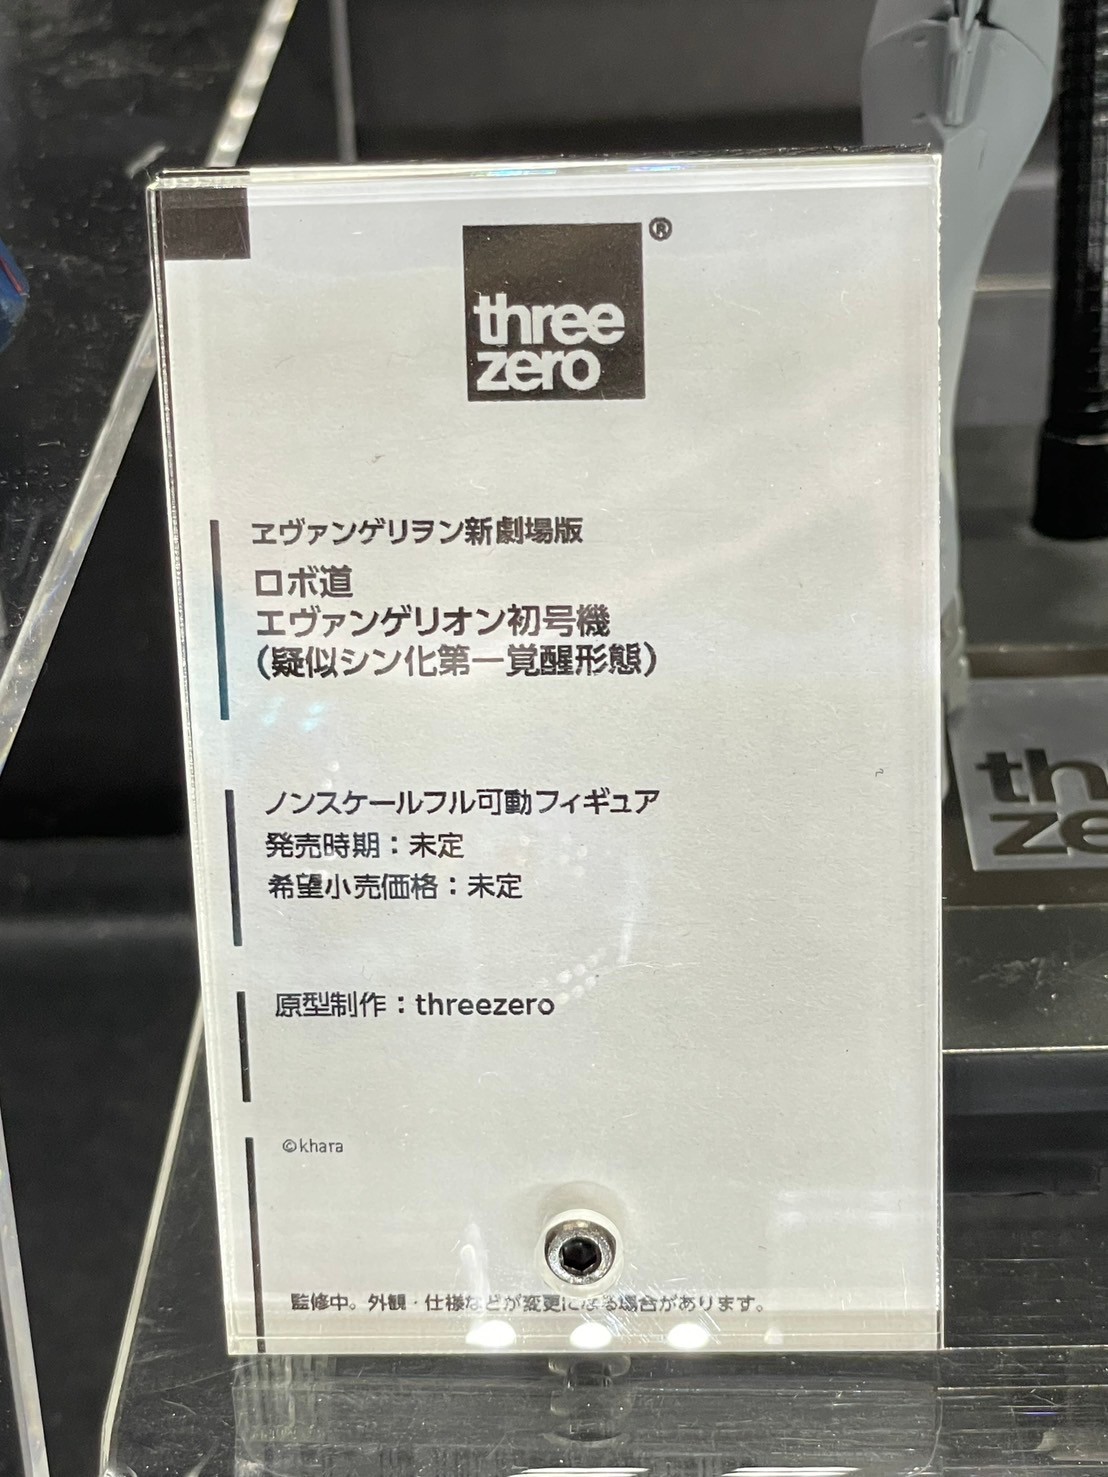 three
zero
®
ヱヴァンゲリヲン新劇場版
ロボ道
エヴァンゲリオン初号機
(疑似シン化第一覚醒形態)
ノンスケールフル可動フィギュア
発売時期：未定
希望小売価格：未定
原型制作：threezero
©khara
監修中。外観・仕様などが変更になる場合があります。
th
ze